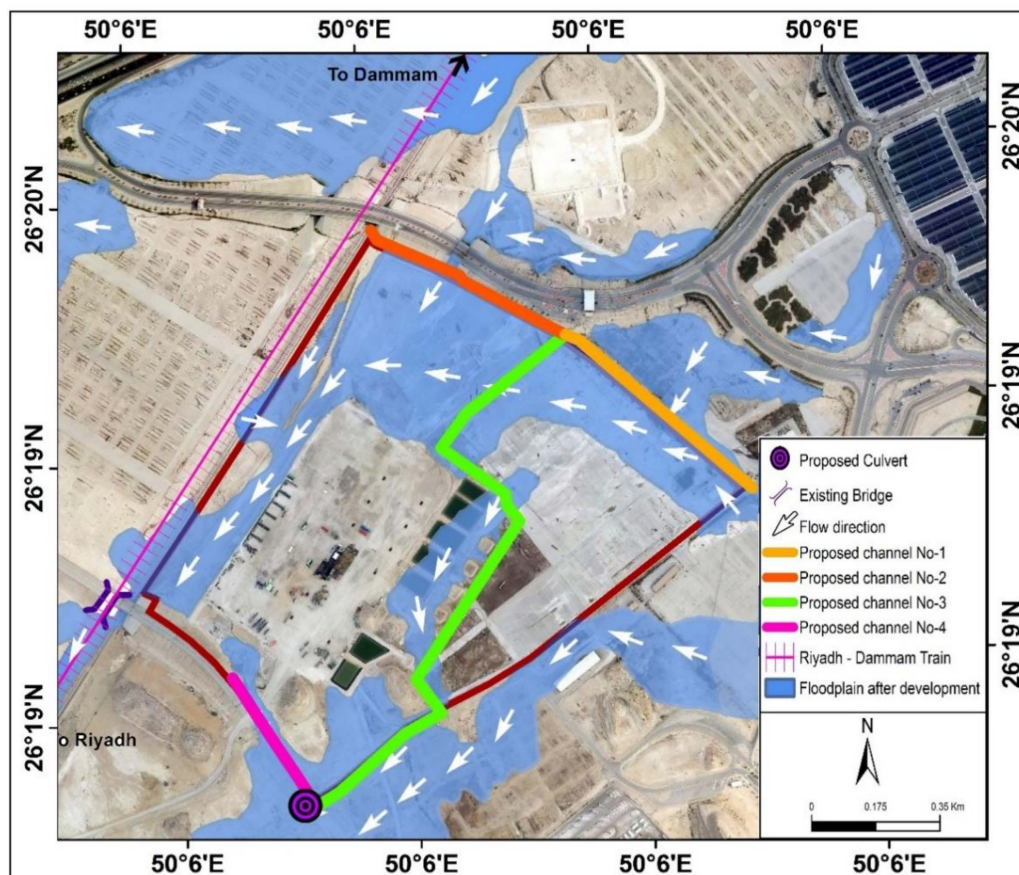 50°6'E 50°6'E 50°6'E 50°6'E
To Dammam
26°20'N
26°20'N
26°19'N
26°19'N
26°19'N
26°19'N
Proposed Culvert
Existing Bridge
Flow direction
Proposed channel No-1
Proposed channel No-2
Proposed channel No-3
Proposed channel No-4
Riyadh - Dammam Train
Floodplain after development
N
0 0.175 0.35 Km
o Riyadh
50°6'E 50°6'E 50°6'E 50°6'E